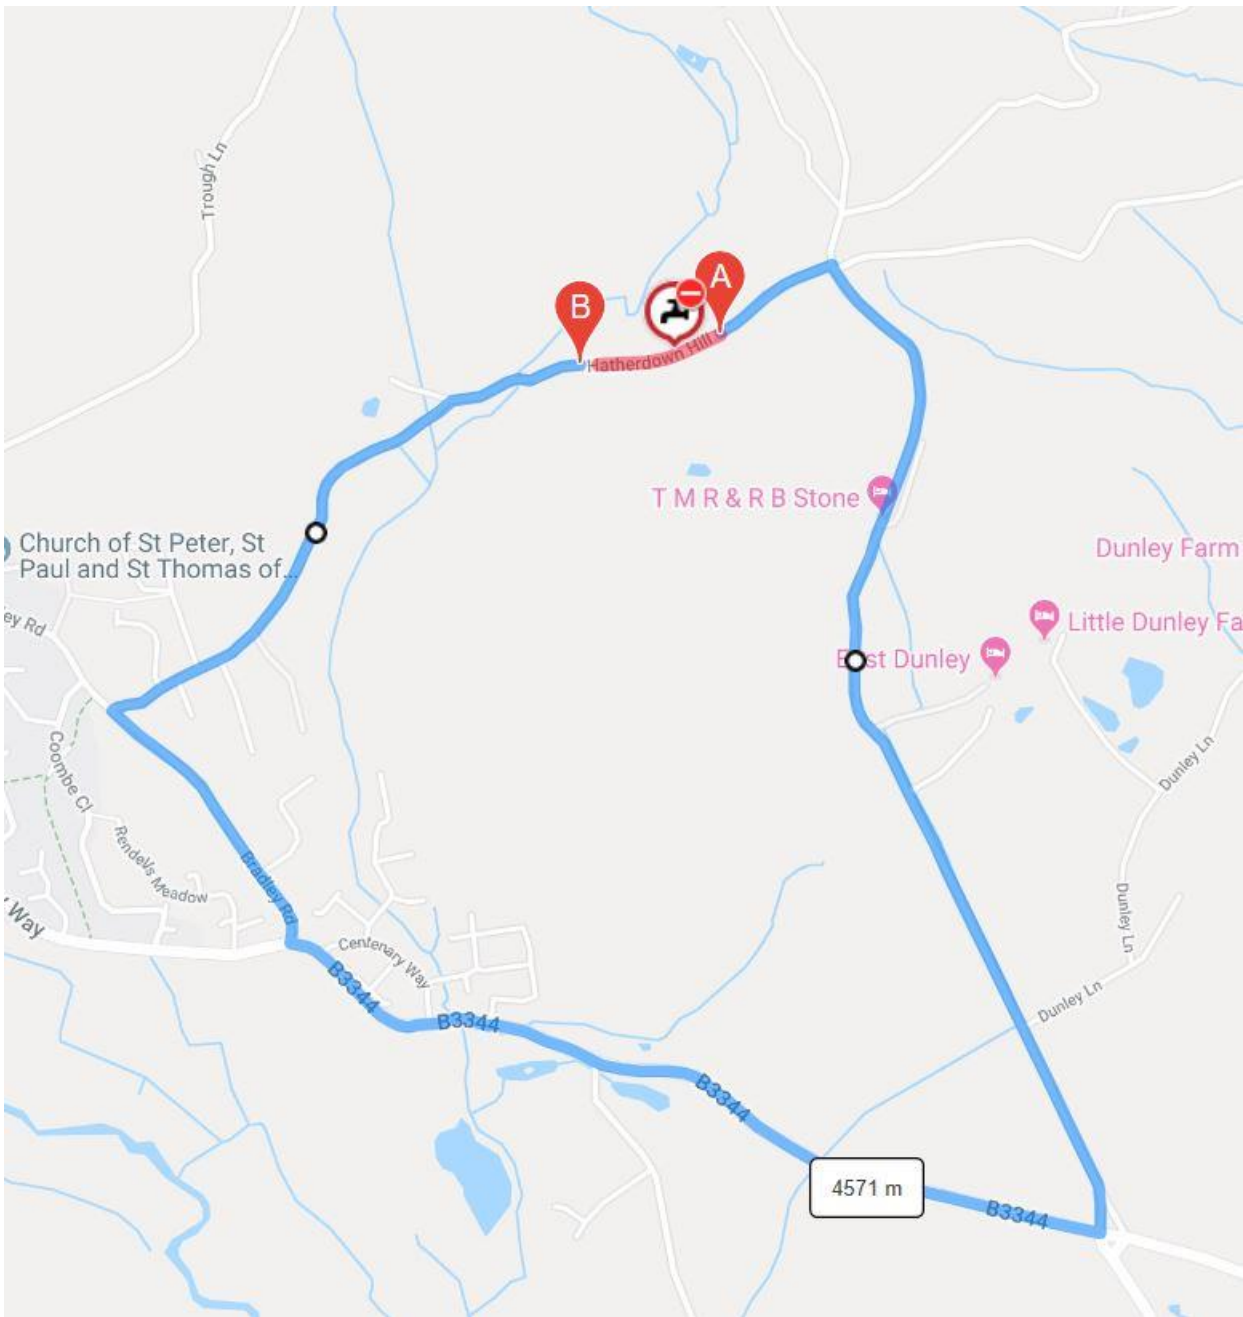 Trough Ln
A
B
Hatherdown Hill
T M R & R B Stone
Church of St Peter, St
Paul and St Thomas of...
Dunley Farm
ey Rd
Little Dunley Fa
East Dunley
Coombe Cl
Dunley Ln
Rendells Meadow
Bradley Rd
Dunley Ln
y Way
Centenary Way
B3344
Dunley Ln
B3344
B3344
4571 m
B3344